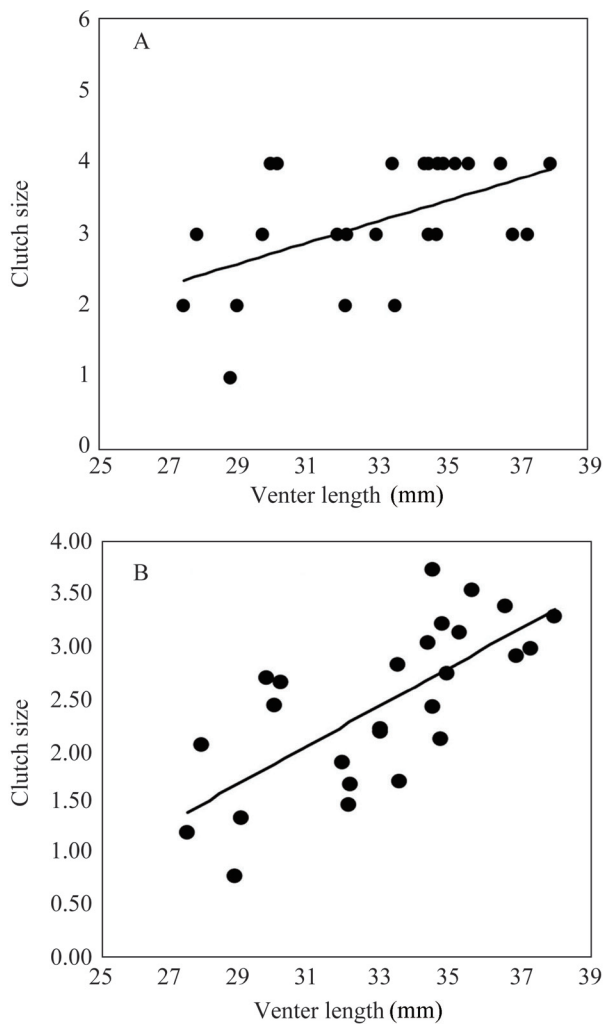 6
A
5
4
3
2
1
0
Clutch size
25 27 29 31 33 35 37 39
Venter length (mm)
4.00
B
3.50
3.00
2.50
2.00
1.50
1.00
0.50
0.00
Clutch size
25 27 29 31 33 35 37 39
Venter length (mm)